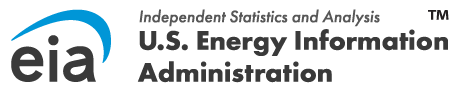 eia
Independent Statistics and Analysis
™
U.S. Energy Information
Administration